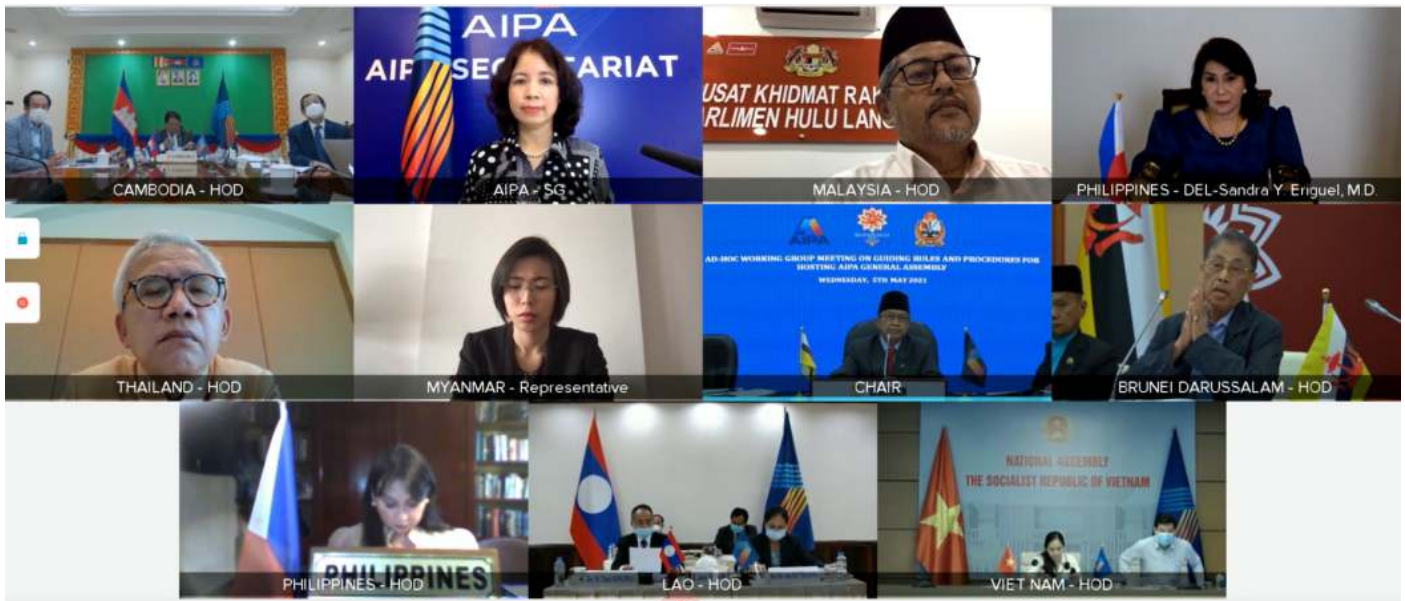 CAMBODIA - HOD
AIPA
AIPA SECRETARIAT
AIPA - SG
USAT KHIDMAT RAK
ARLIMEN HULU LANG
MALAYSIA - HOD
PHILIPPINES - DEL-Sandra Y. Eriguel, M.D.
THAILAND - HOD
MYANMAR - Representative
AIPA
AD-HOC WORKING GROUP MEETING ON GUIDING RULES AND PROCEDURES FOR
HOSTING AIPA GENERAL ASSEMBLY
WEDNESDAY, 5TH MAY 2021
CHAIR
BRUNEI DARUSSALAM - HOD
PHILIPPINES
PHILIPPINES - HOD
LAO - HOD
NATIONAL ASSEMBLY
THE SOCIALIST REPUBLIC OF VIETNAM
VIET NAM - HOD